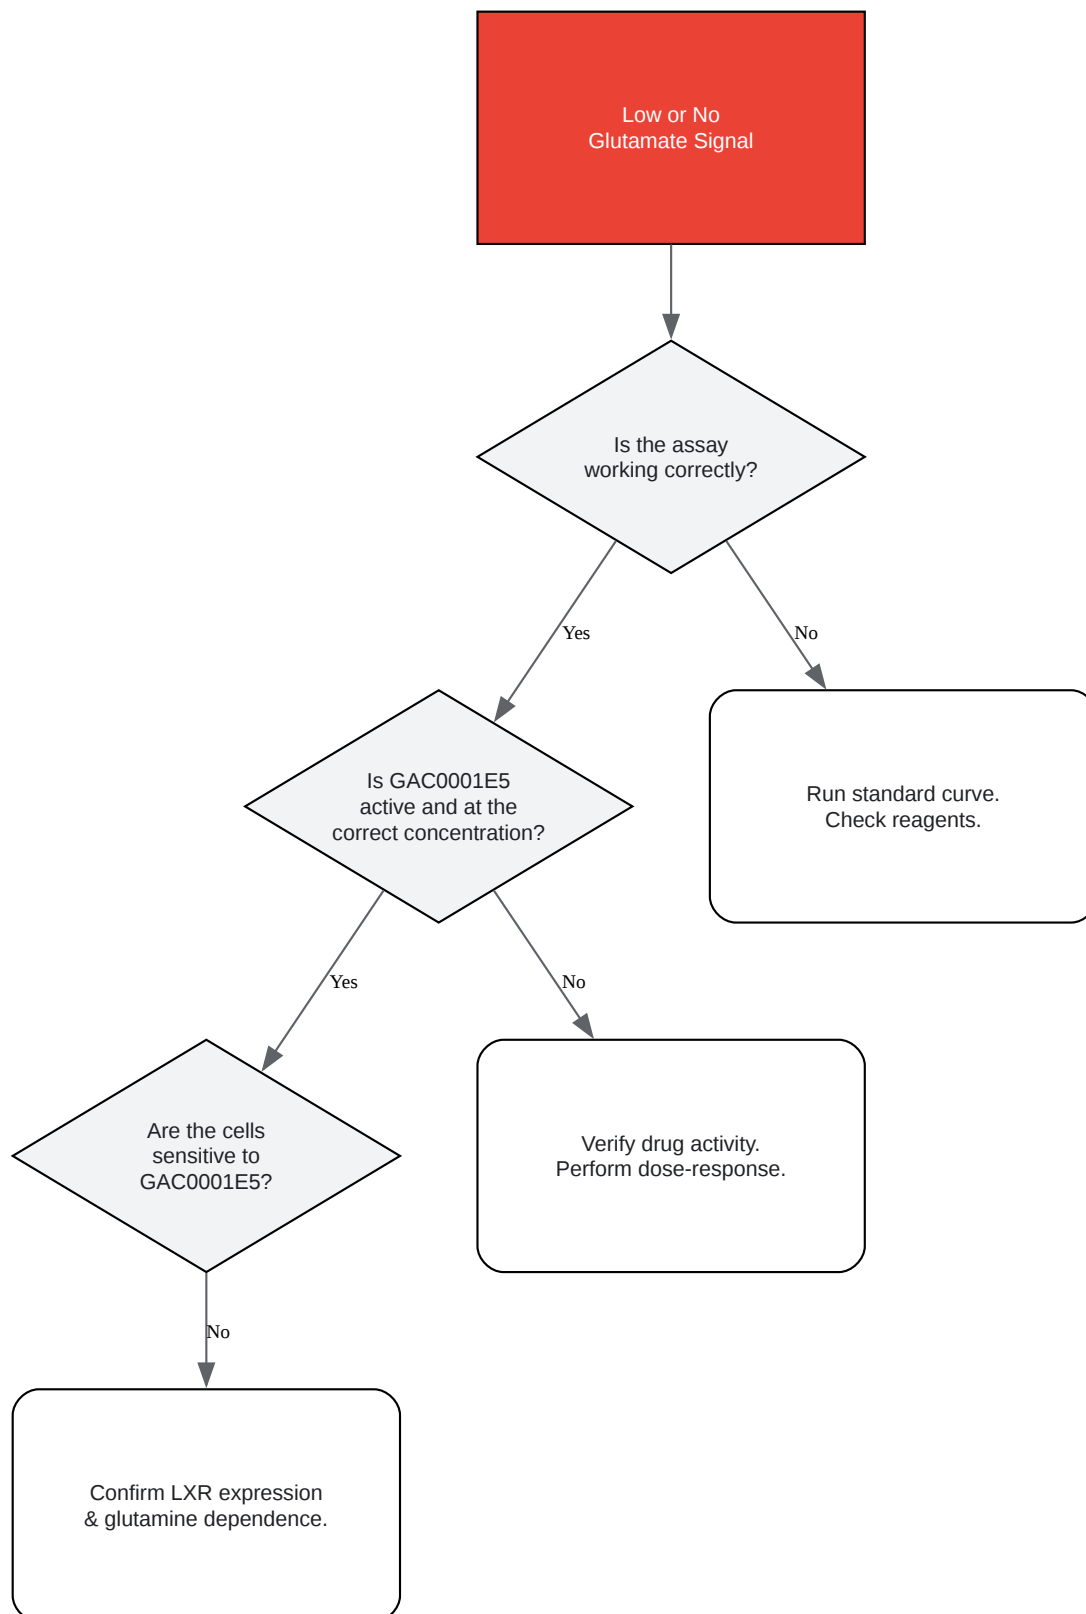 Low or No
Glutamate Signal
Is the assay
working correctly?
Yes
No
Is GAC0001E5
active and at the
correct concentration?
Run standard curve.
Check reagents.
Yes
No
Are the cells
sensitive to
GAC0001E5?
Verify drug activity.
Perform dose-response.
No
Confirm LXR expression
& glutamine dependence.